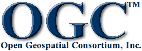 OGC™
Open Geospatial Consortium, Inc.